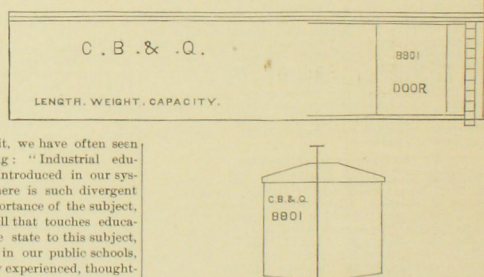 C. B. & Q.
8801
DOOR
LENGTH. WEIGHT. CAPACITY.
it, we have often seen
g: "Industrial edu-
ntroduced in our sys-
here is such divergent
ortance of the subject,
ll that touches educa-
e state to this subject,
in our public schools,
experienced, thought-
C.B.&.Q.
8801